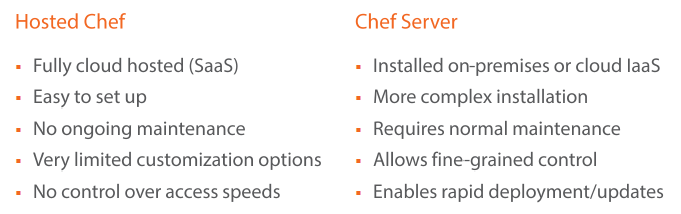 Hosted Chef
▪ Fully cloud hosted (SaaS)
▪ Easy to set up
▪ No ongoing maintenance
▪ Very limited customization options
▪ No control over access speeds
Chef Server
▪ Installed on-premises or cloud IaaS
▪ More complex installation
▪ Requires normal maintenance
▪ Allows fine-grained control
▪ Enables rapid deployment/updates